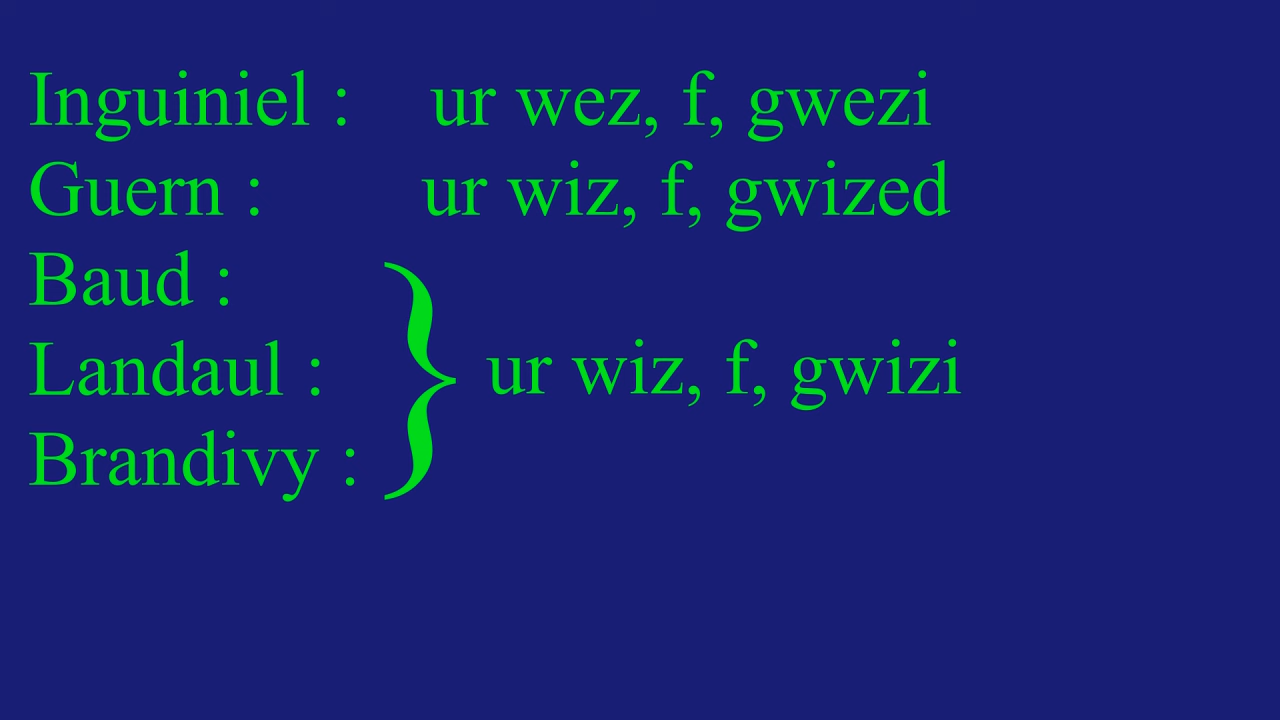 Inguiniel : ur wez, f, gwezi
Guern : ur wiz, f, gwized
Baud :
Landaul : } ur wiz, f, gwizi
Brandivy :